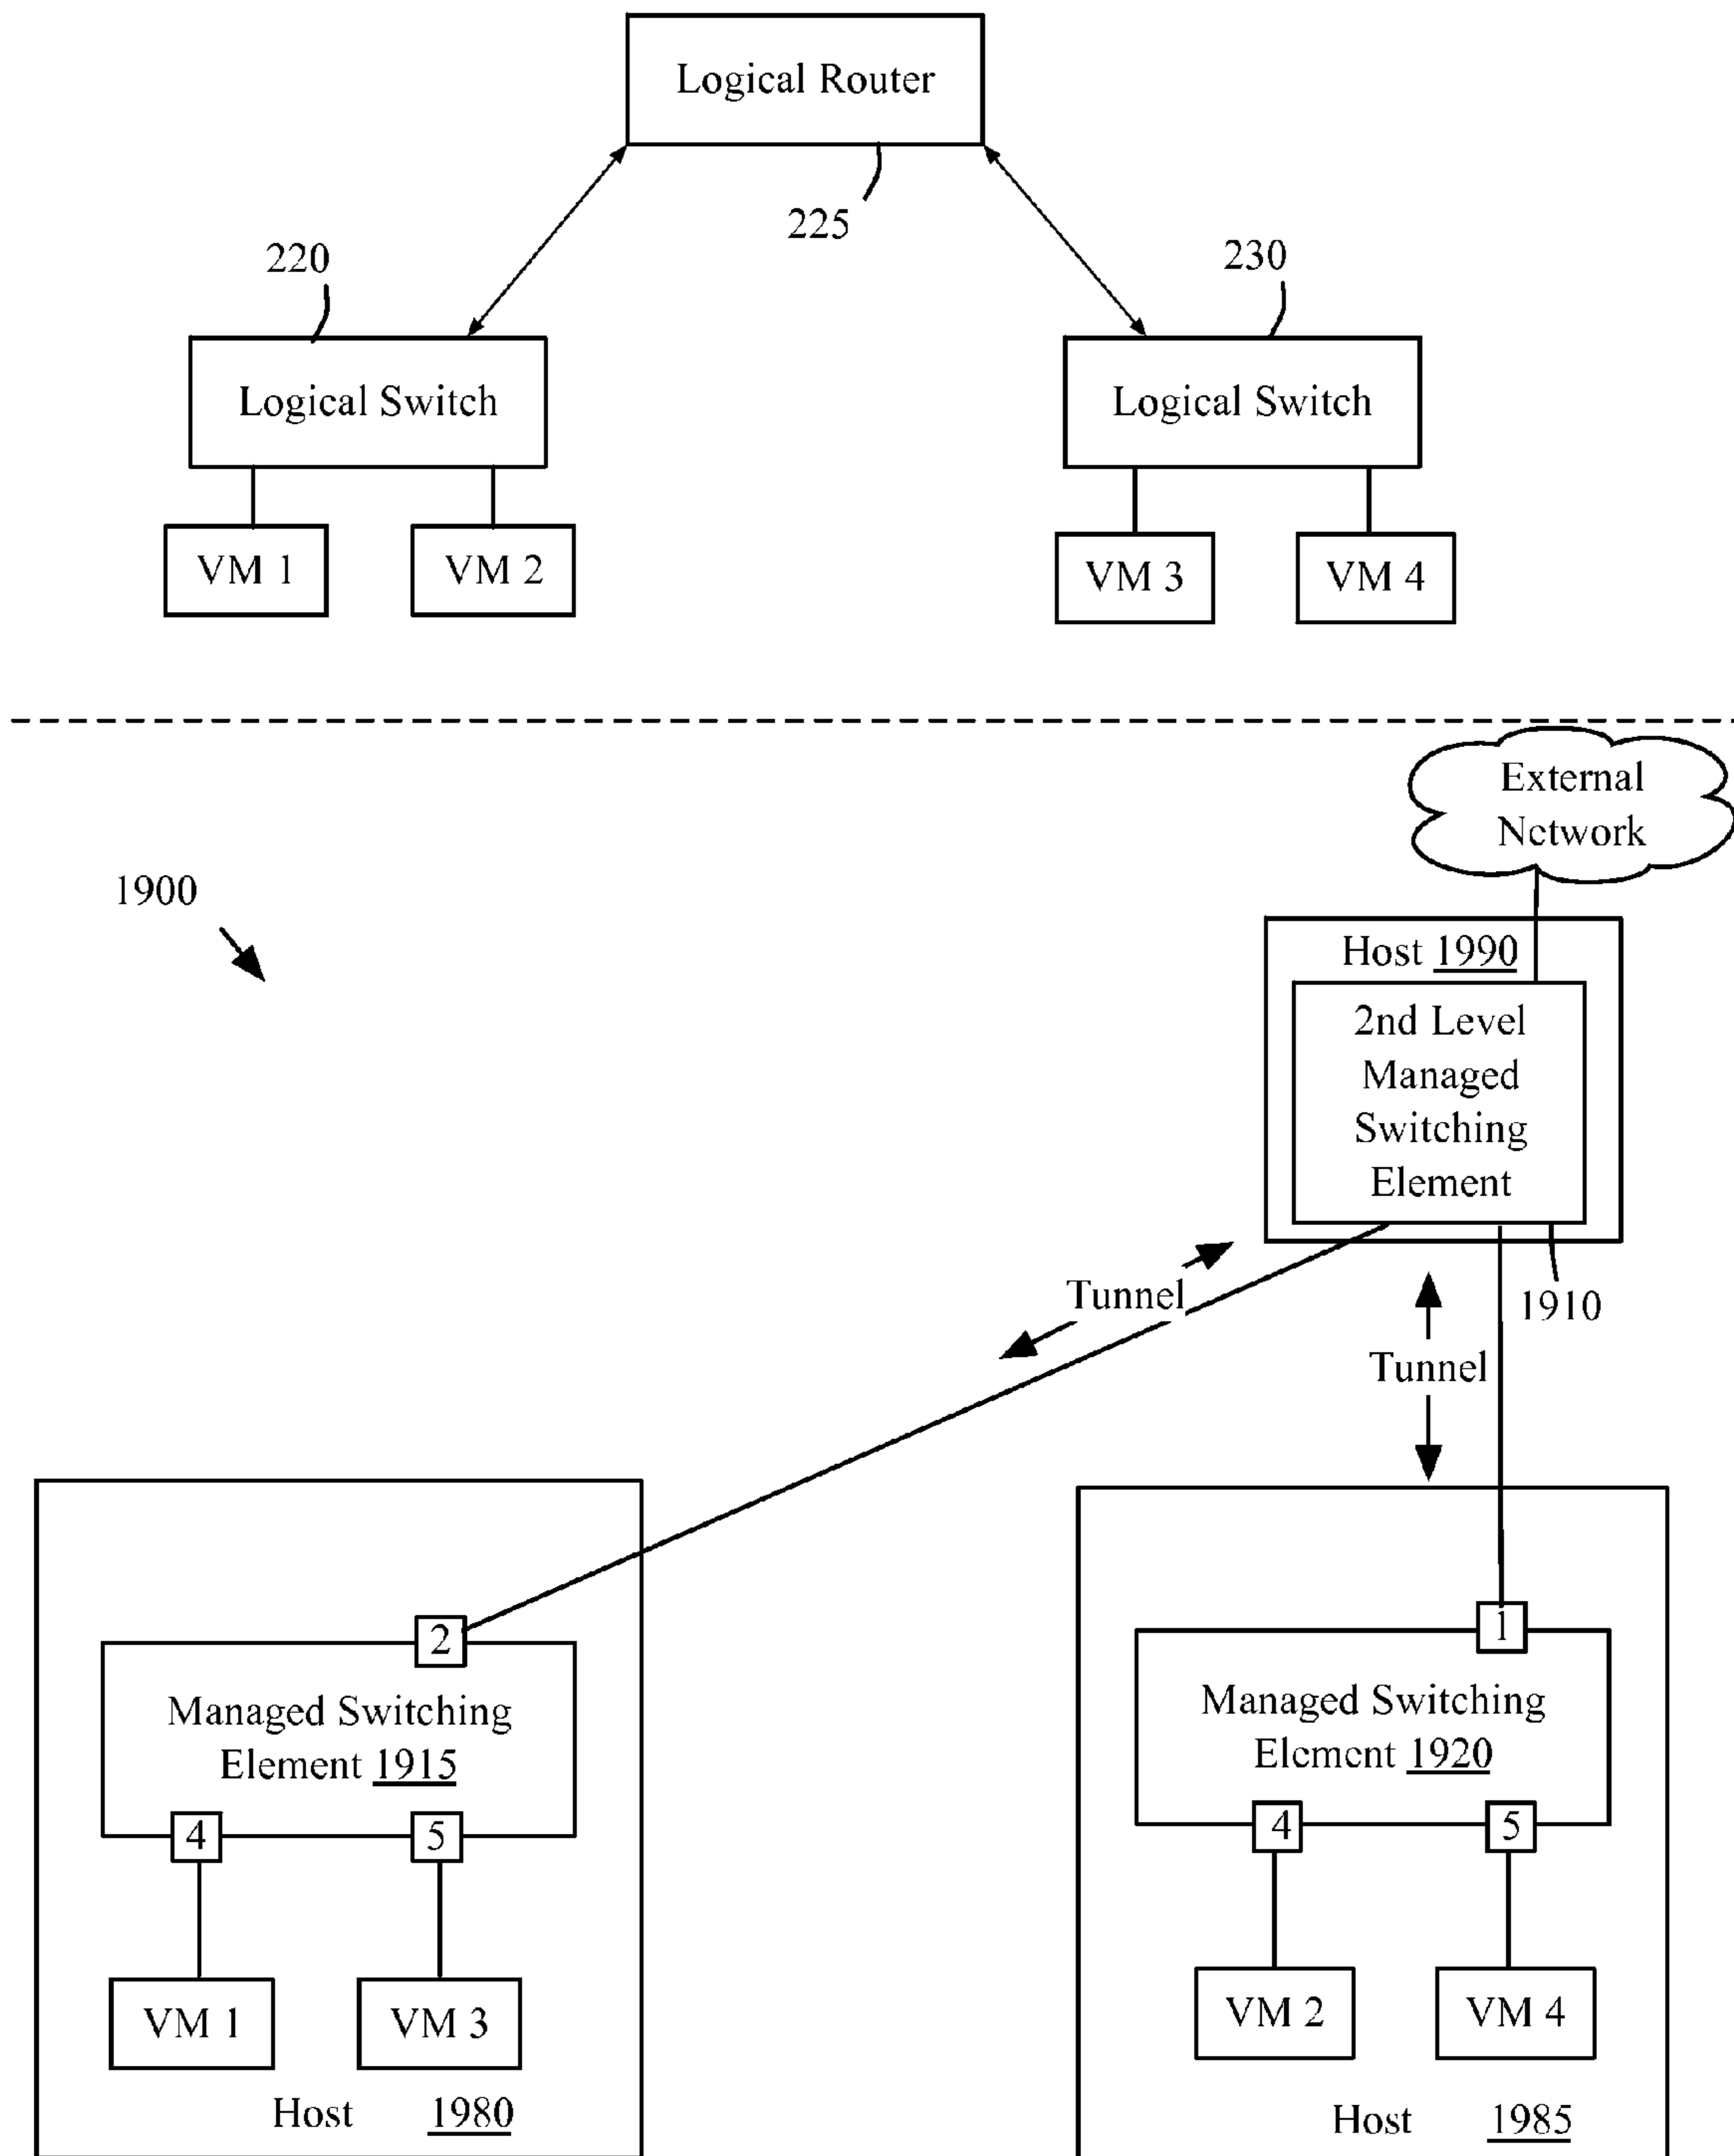 Logical Router
225
220
230
Logical Switch
Logical Switch
VM 1
VM 2
VM 3
VM 4
External
Network
1900
Host 1990
2nd Level
Managed
Switching
Element
Tunnel
1910
Tunnel
2
1
Managed Switching
Element 1915
Managed Switching
Element 1920
4
5
4
5
VM 1
VM 3
VM 2
VM 4
Host 1980
Host 1985